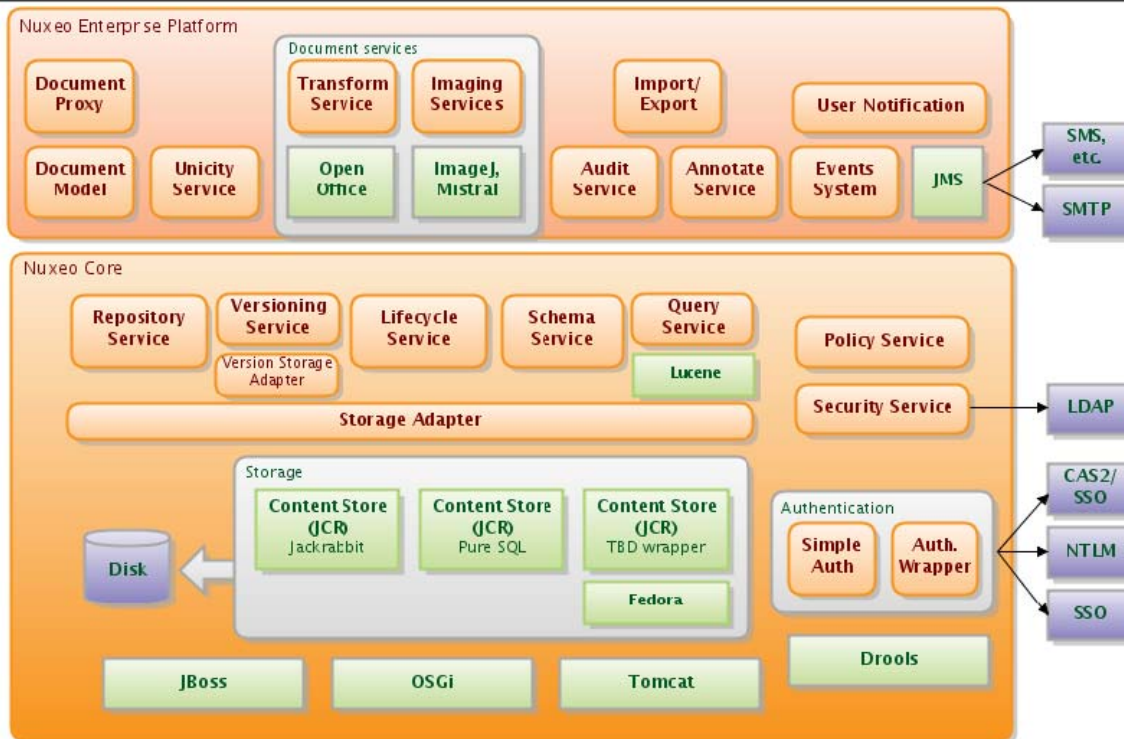 Nuxeo Enterprse Platform
Document services
Document
Proxy
Transform
Service
Imaging
Services
Import/
Export
User Notification
SMS,
etc.
Document
Model
Unicity
Service
Open
Office
ImageJ,
Mistral
Audit
Service
Annotate
Service
Events
System
JMS
SMTP
Nuxeo Core
Repository
Service
Versioning
Service
Version Storage
Adapter
Lifecycle
Service
Schema
Service
Query
Service
Lucene
Policy Service
Storage Adapter
Security Service
LDAP
Storage
Content Store
(JCR)
Jackrabbit
Content Store
(JCR)
Pure SQL
Content Store
(JCR)
TBD wrapper
Fedora
Disk
Authentication
Simple
Auth
Auth.
Wrapper
CAS2/
SSO
NTLM
SSO
Drools
JBoss
OSGi
Tomcat